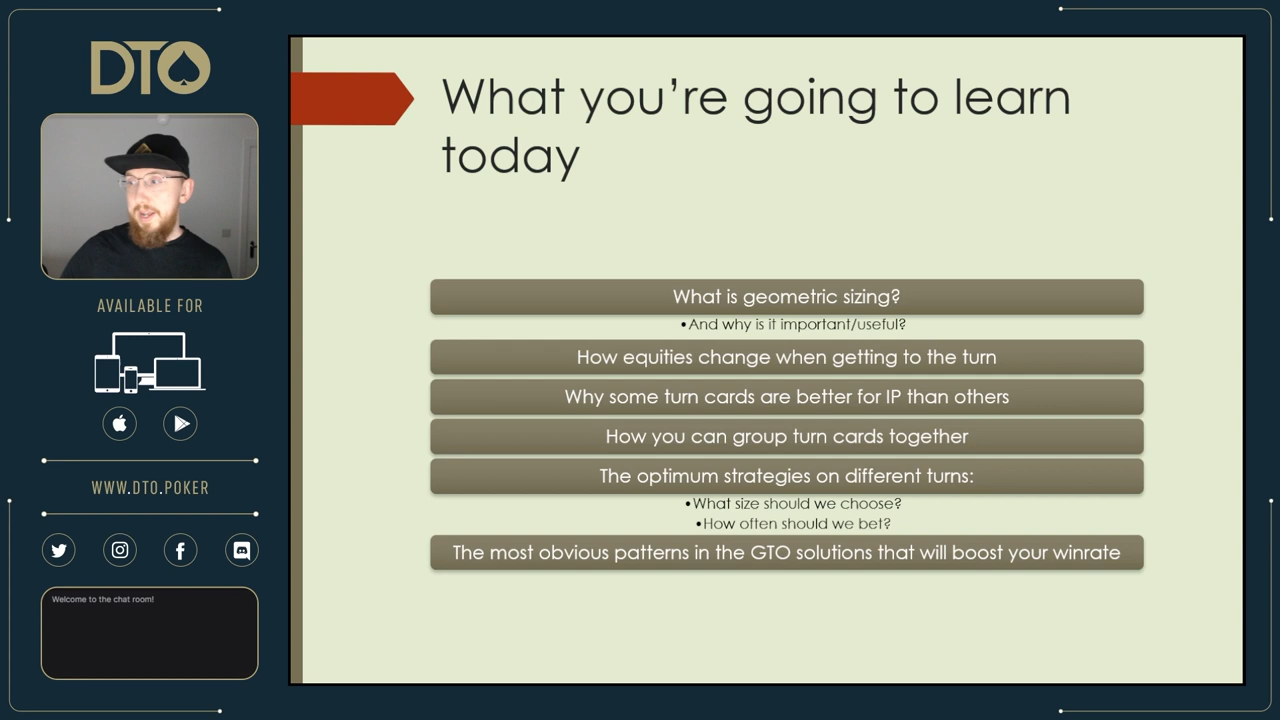 DTO
AVAILABLE FOR
WWW.DTO.POKER
Welcome to the chat room!
What you’re going to learn
today
What is geometric sizing?
•And why is it important/useful?
How equities change when getting to the turn
Why some turn cards are better for IP than others
How you can group turn cards together
The optimum strategies on different turns:
•What size should we choose?
•How often should we bet?
The most obvious patterns in the GTO solutions that will boost your winrate